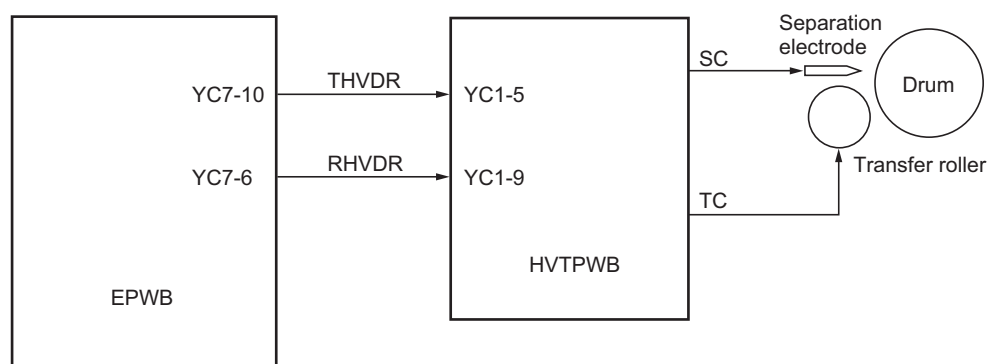 Separation
electrode
SC
Drum
THVDR
YC7-10
YC1-5
RHVDR
YC7-6
YC1-9
Transfer roller
TC
HVTPWB
EPWB